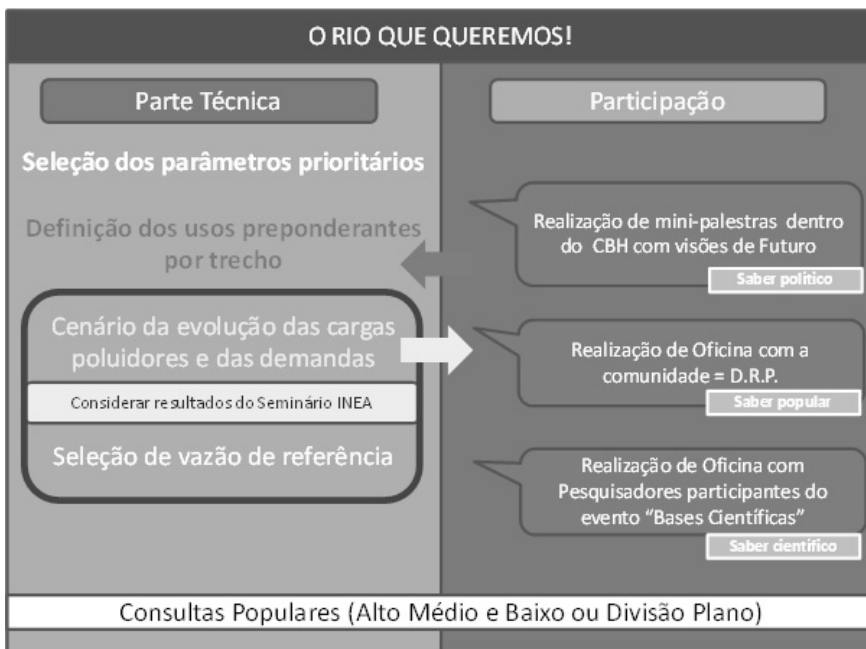 O RIO QUE QUEREMOS!
Parte Técnica
Seleção dos parâmetros prioritários
Definição dos usos preponderantes
por trecho
Cenário da evolução das cargas
poluidores e das demandas
Considerar resultados do Seminário INEA
Seleção de vazão de referência
Participação
Realização de mini-palestras dentro
do CBH com visões de Futuro
Saber político
Realização de Oficina com a
comunidade = D.R.P.
Saber popular
Realização de Oficina com
Pesquisadores participantes do
evento “Bases Científicas”
Saber científico
Consultas Populares (Alto Médio e Baixo ou Divisão Plano)